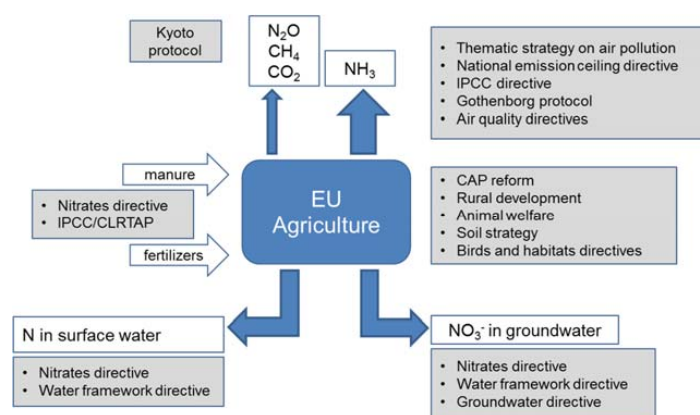 Kyoto
protocol
N₂O
CH₄
CO₂
NH₃
• Thematic strategy on air pollution
• National emission ceiling directive
• IPCC directive
• Gothenborg protocol
• Air quality directives
manure
• Nitrates directive
• IPCC/CLRTAP
fertilizers
EU
Agriculture
• CAP reform
• Rural development
• Animal welfare
• Soil strategy
• Birds and habitats directives
N in surface water
• Nitrates directive
• Water framework directive
NO₃⁻ in groundwater
• Nitrates directive
• Water framework directive
• Groundwater directive